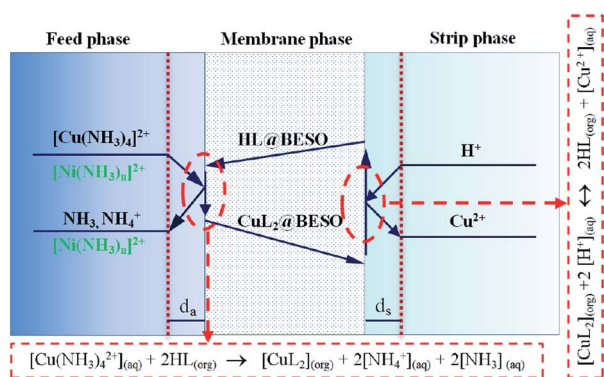 Feed phase
Membrane phase
Strip phase
[Cu(NH₃)₄]²⁺
[Ni(NH₃)ₙ]²⁺
HL@BESO
H⁺
NH₃, NH₄⁺
[Ni(NH₃)ₙ]²⁺
CuL₂@BESO
Cu²⁺
dₐ
dₛ
[Cu(NH₃)₄²⁺](aq) + 2HL(org) → [CuL₂](org) + 2[NH₄⁺](aq) + 2[NH₃] (aq)
[CuL₂](org) + 2 [H⁺](aq) ↔ 2HL(org) + [Cu²⁺](aq)